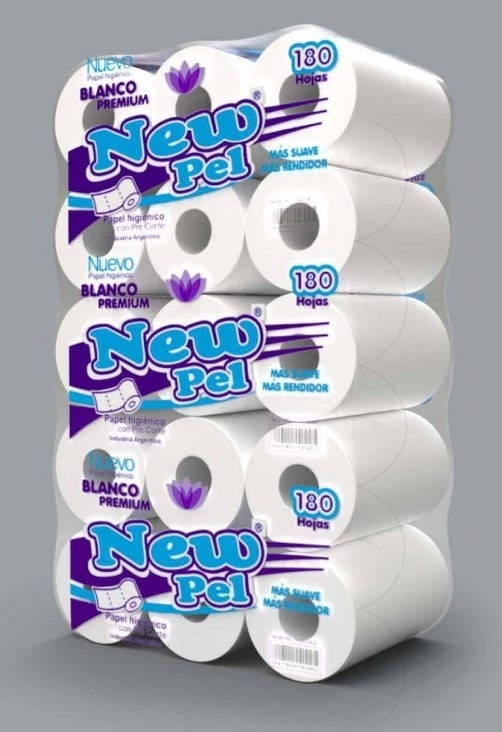 Nuevo
Papel higiénico
BLANCO
PREMIUM
180
Hojas
New
Pel
®
MÁS SUAVE
MÁS RENDIDOR
Papel higiénico
con Pre Corte
Industria Argentina
Nuevo
Papel higiénico
BLANCO
PREMIUM
180
Hojas
New
Pel
®
MÁS SUAVE
MÁS RENDIDOR
Papel higiénico
con Pre Corte
Industria Argentina
Nuevo
Papel higiénico
BLANCO
PREMIUM
180
Hojas
New
Pel
®
MÁS SUAVE
MÁS RENDIDOR
Papel higiénico
con Pre Corte